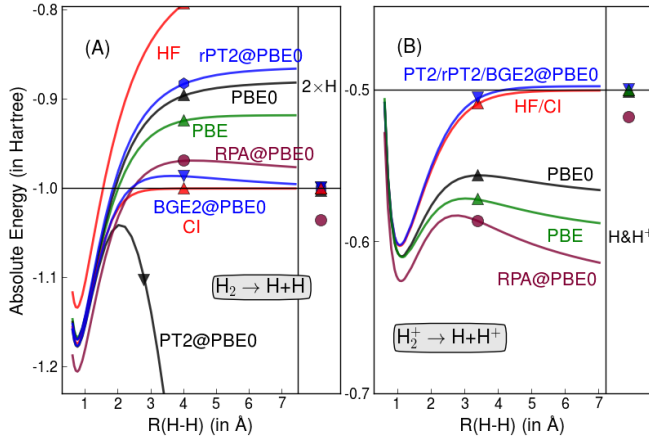 -0.8
-0.9
-1.0
-1.1
-1.2
Absolute Energy (in Hartree)
(A)
HF
rPT2@PBE0
PBE0
PBE
RPA@PBE0
BGE2@PBE0
CI
PT2@PBE0
H₂ → H+H
2×H
1 2 3 4 5 6 7
R(H-H) (in Å)
-0.5
-0.6
-0.7
(B)
PT2/rPT2/BGE2@PBE0
HF/CI
PBE0
PBE
RPA@PBE0
H₂⁺ → H+H⁺
H&H⁺
1 2 3 4 5 6 7
R(H-H) (in Å)